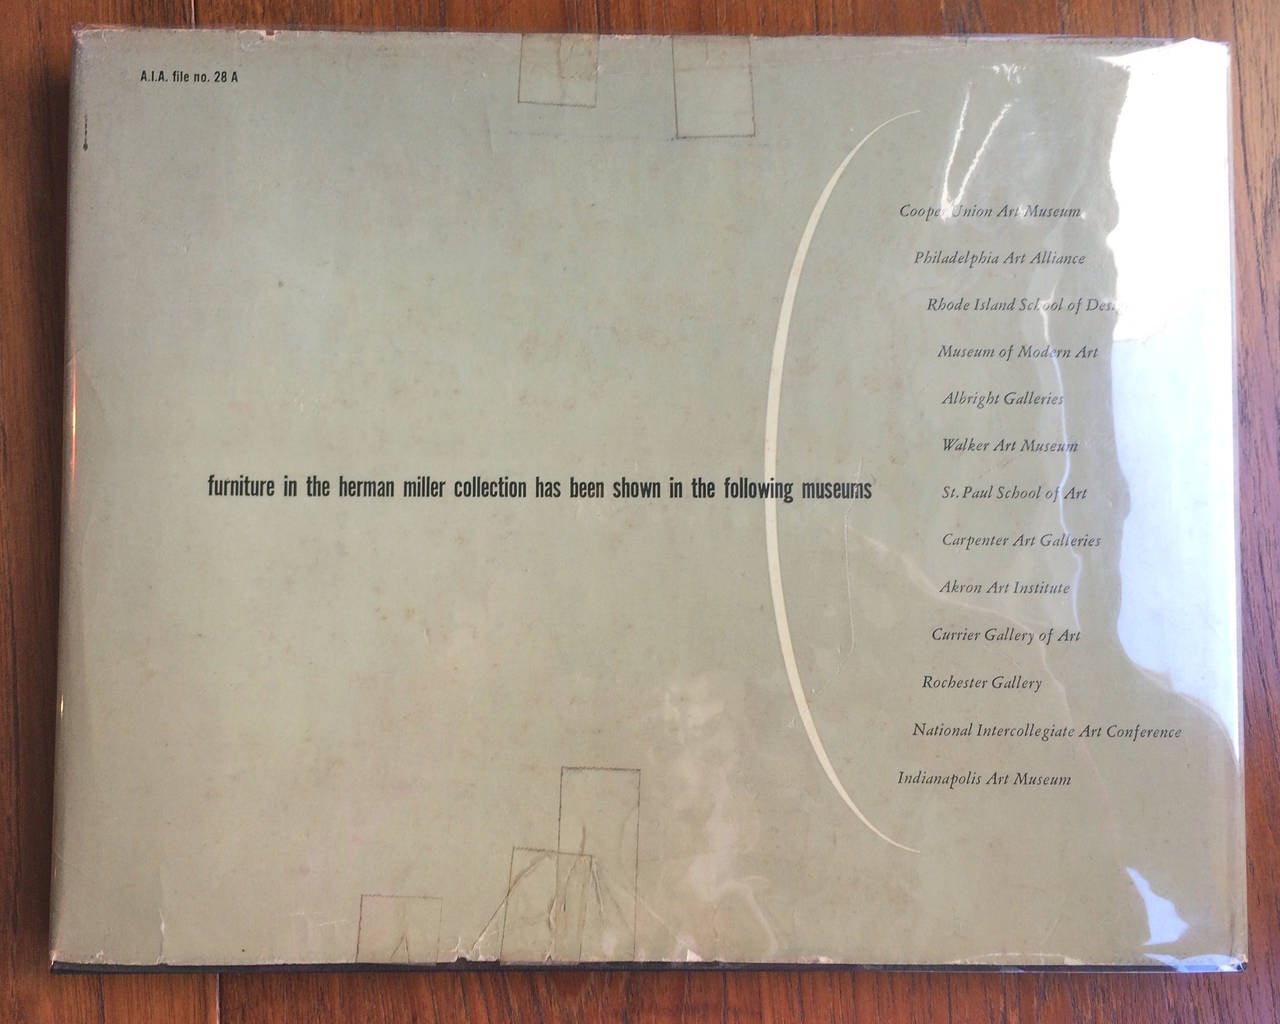 A.I.A. file no. 28 A
furniture in the herman miller collection has been shown in the following museums
Cooper Union Art Museum
Philadelphia Art Alliance
Rhode Island School of Design
Museum of Modern Art
Albright Galleries
Walker Art Museum
St. Paul School of Art
Carpenter Art Galleries
Akron Art Institute
Currier Gallery of Art
Rochester Gallery
National Intercollegiate Art Conference
Indianapolis Art Museum